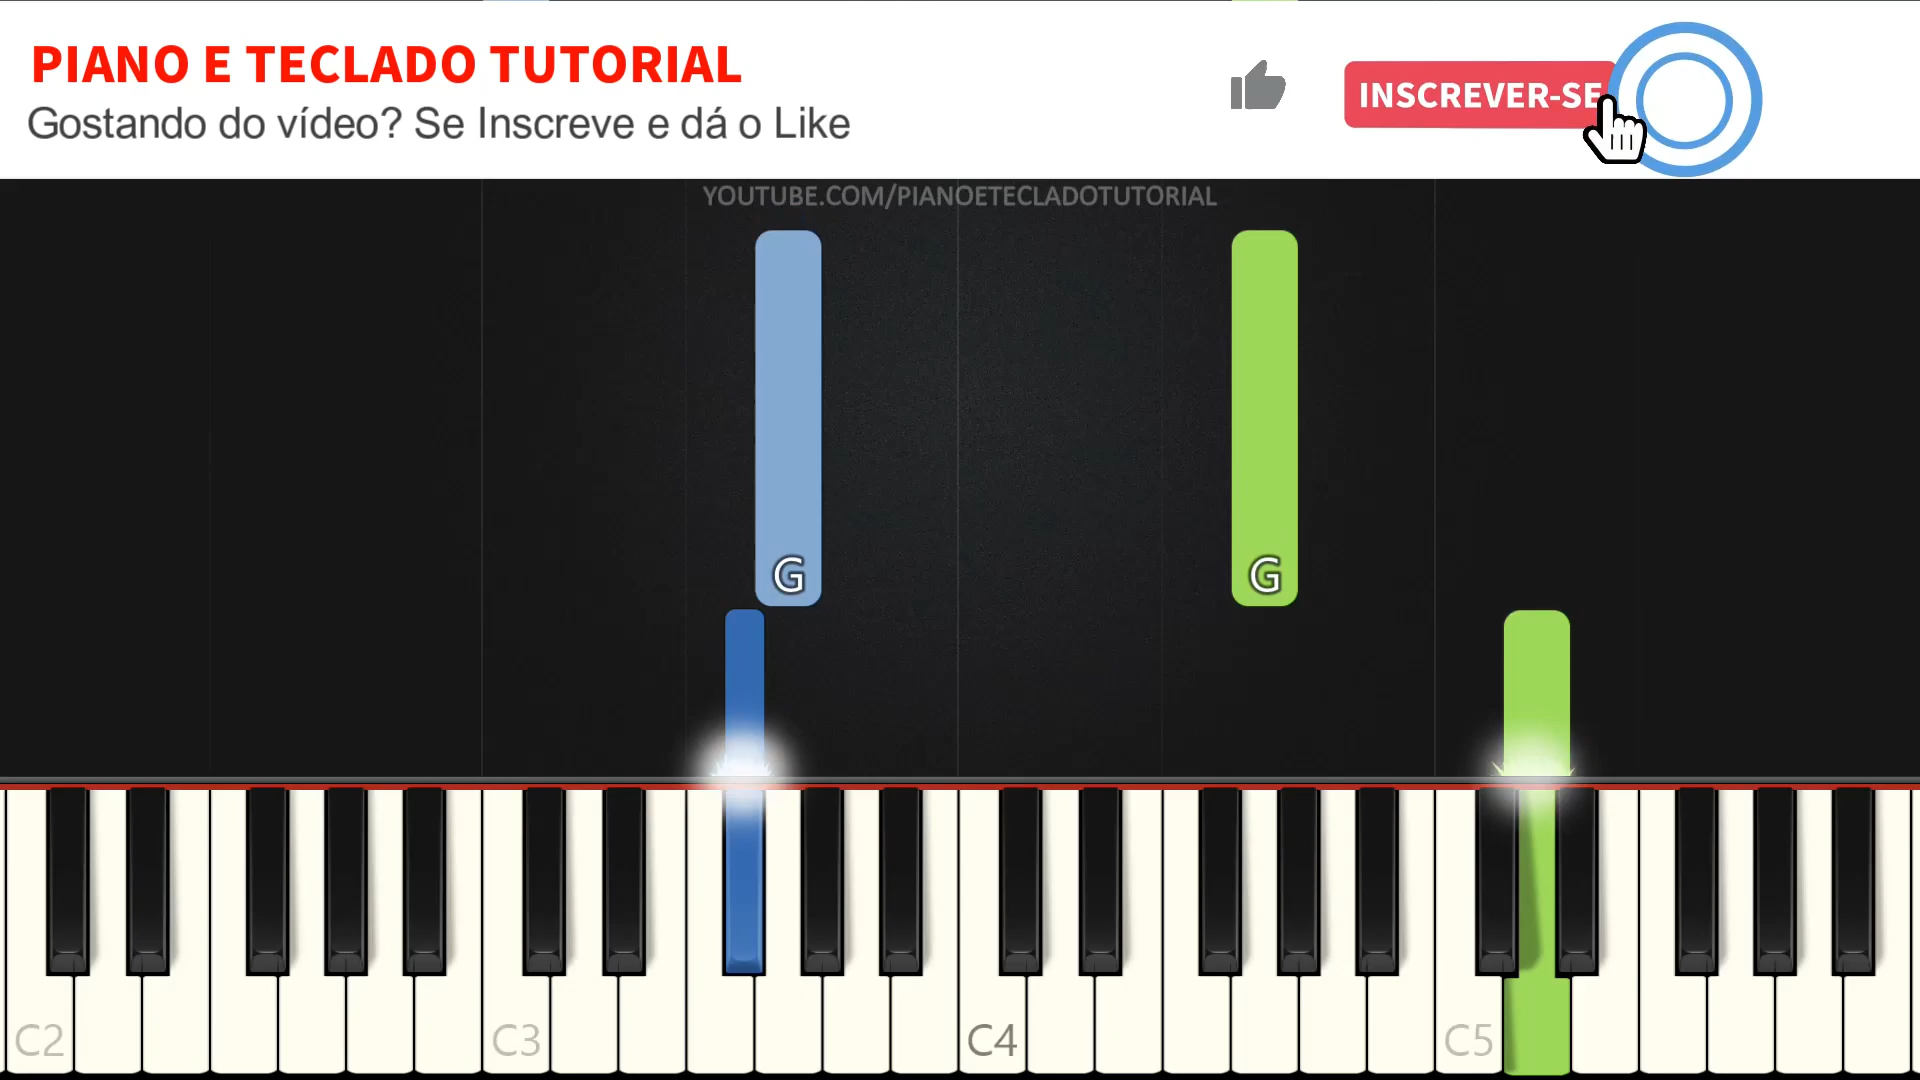 PIANO E TECLADO TUTORIAL
Gostando do vídeo? Se Inscreve e dá o Like
INSCREVER-SE
YOUTUBE.COM/PIANOETECLADOTUTORIAL
G G
C2 C3 C4 C5